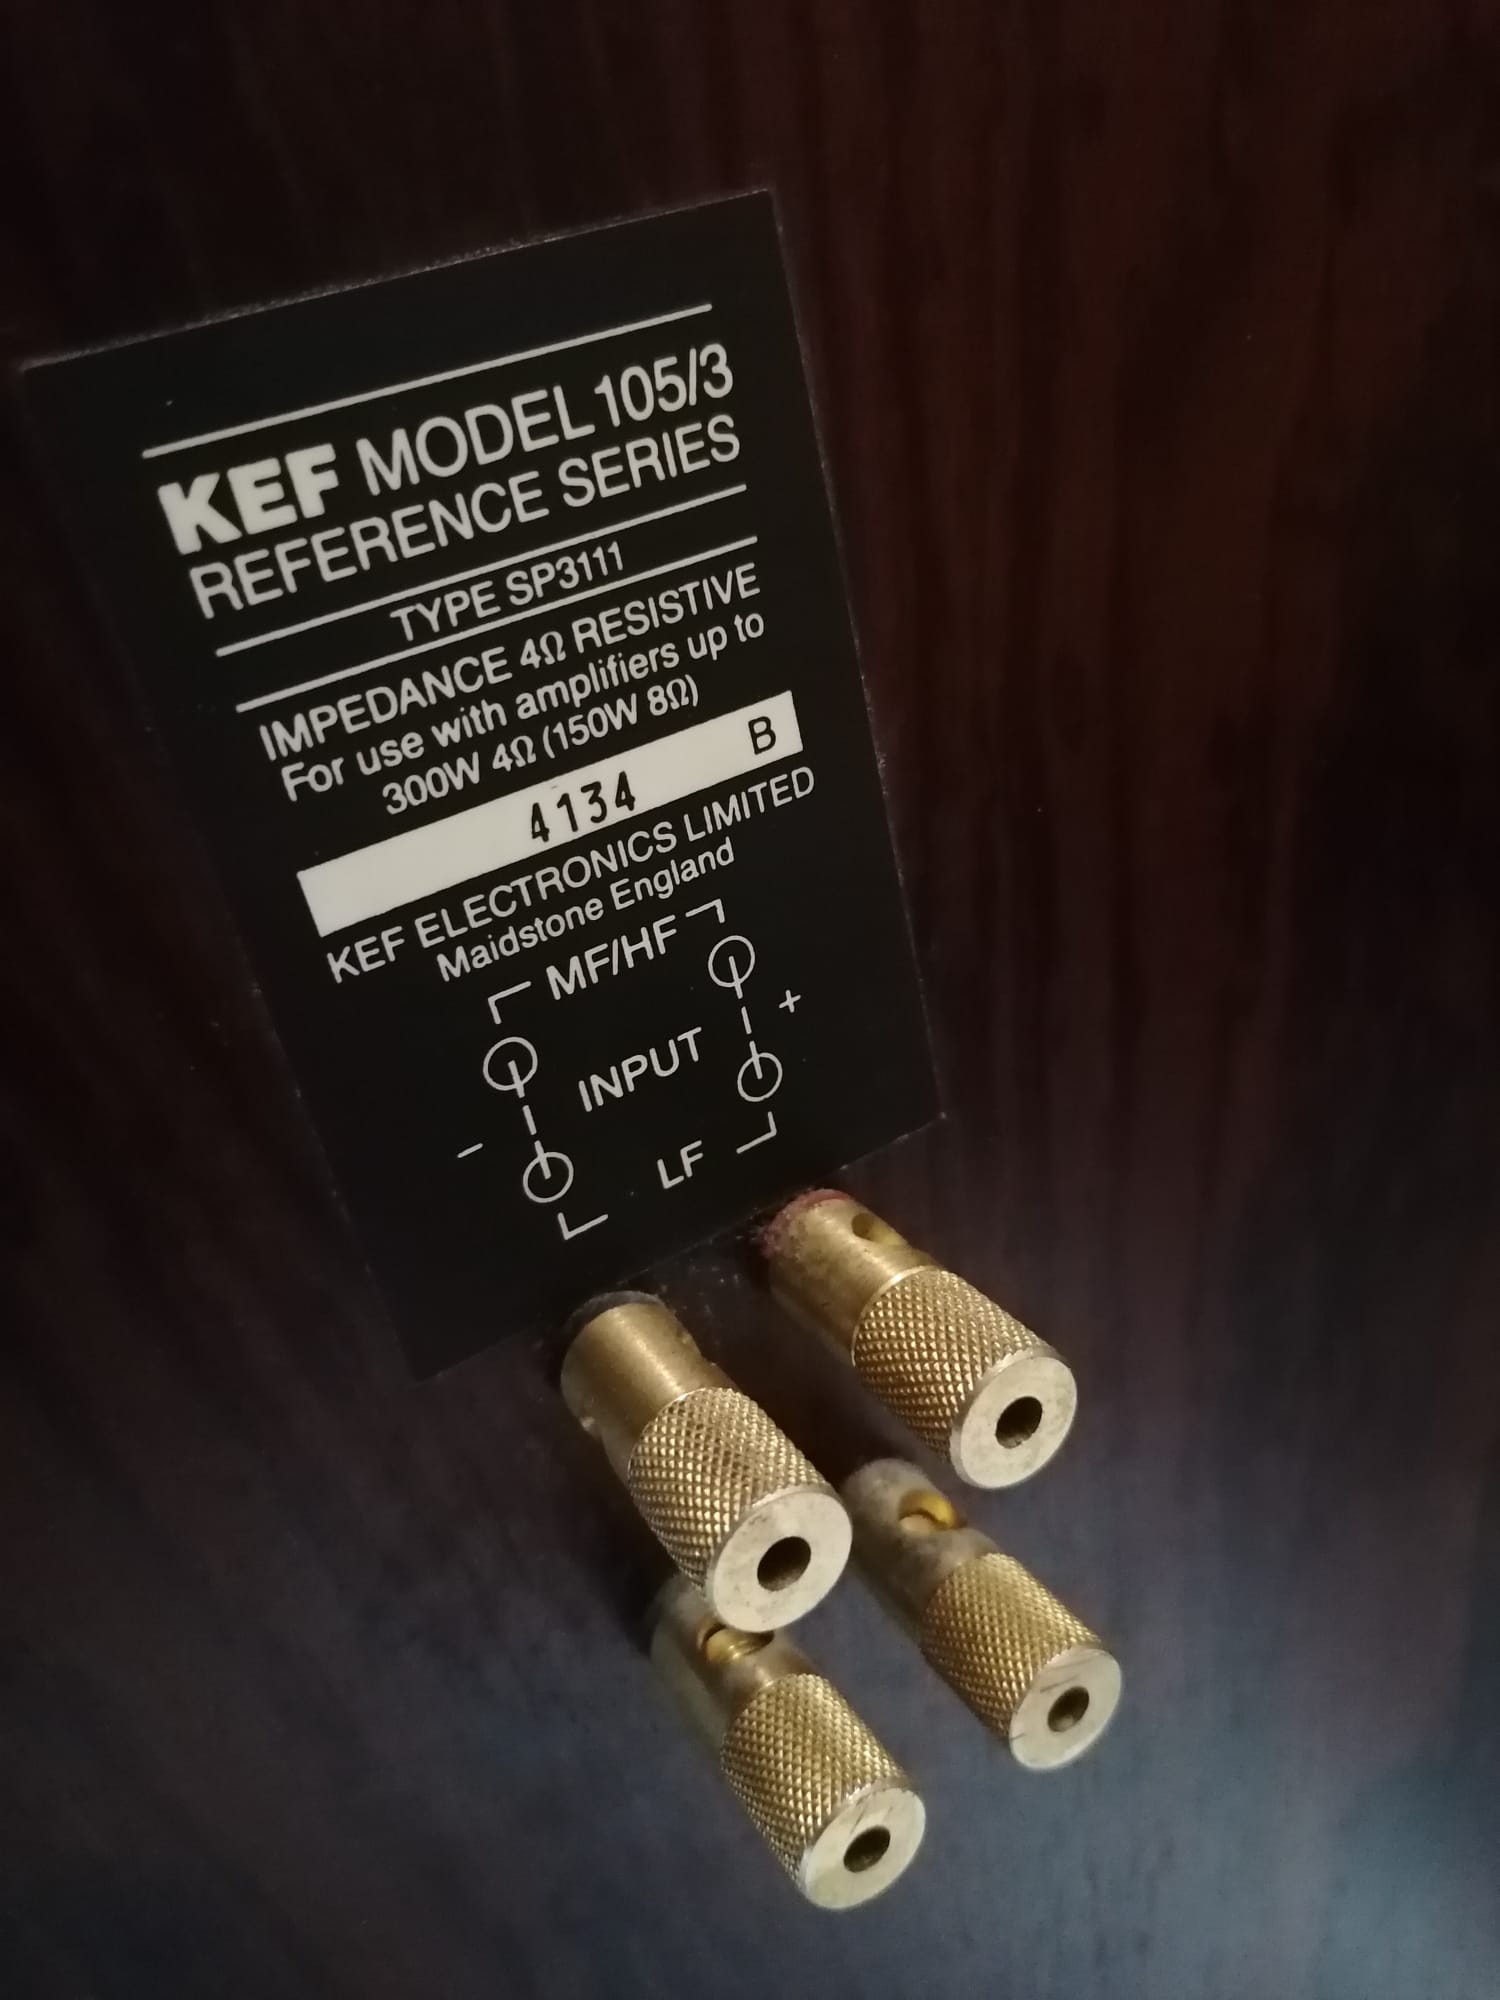 KEF MODEL 105/3
REFERENCE SERIES
TYPE SP3111
IMPEDANCE 4Ω RESISTIVE
For use with amplifiers up to
300W 4Ω (150W 8Ω)
4134 B
KEF ELECTRONICS LIMITED
Maidstone England
MF/HF
INPUT
- +
LF